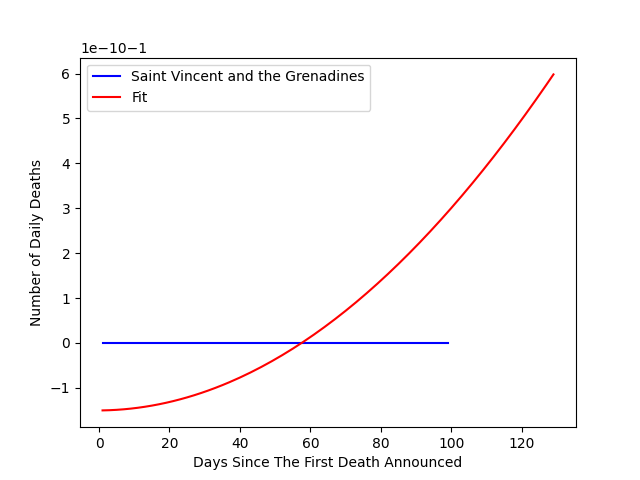 1e−10−1
6
5
4
3
2
1
0
−1
Number of Daily Deaths
Saint Vincent and the Grenadines
Fit
0 20 40 60 80 100 120
Days Since The First Death Announced